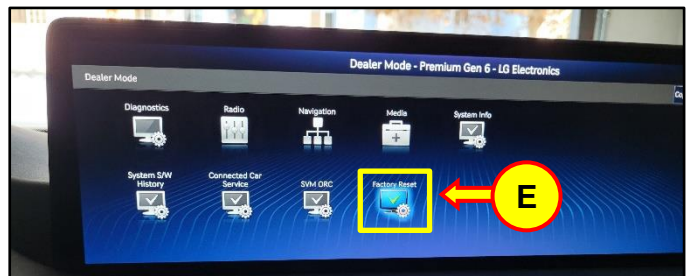 Dealer Mode - Premium Gen 6 - LG Electronics
Dealer Mode
Diagnostics
Radio
Navigation
Media
System Info
System S/W
History
Connected Car
Service
SVM ORC
Factory Reset
E